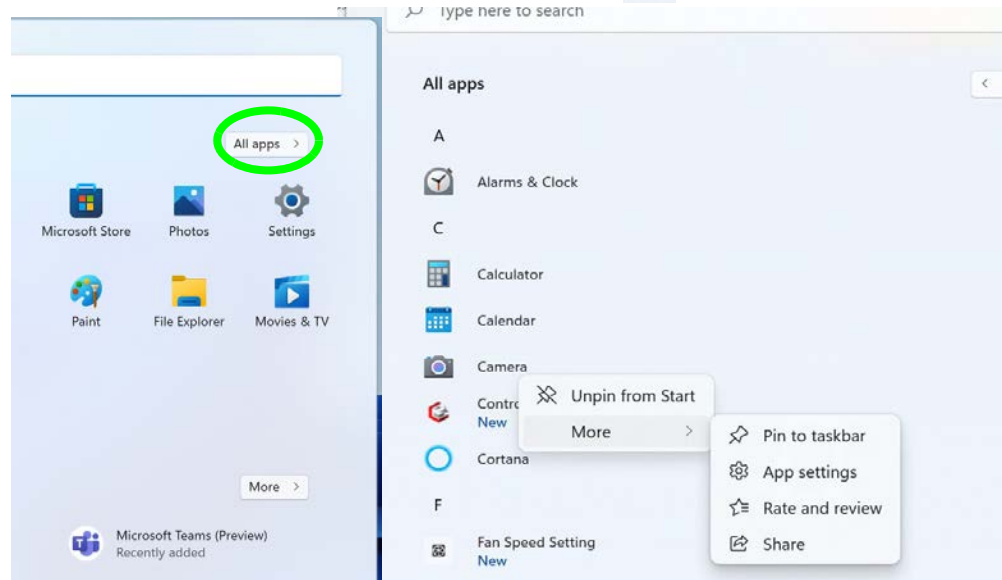 All apps >
Microsoft Store
Photos
Settings
Paint
File Explorer
Movies & TV
More >
Microsoft Teams (Preview)
Recently added
Type here to search
All apps
<
A
Alarms & Clock
C
Calculator
Calendar
Camera
Contro
New
Cortana
F
Fan Speed Setting
New
Unpin from Start
More >
Pin to taskbar
App settings
Rate and review
Share